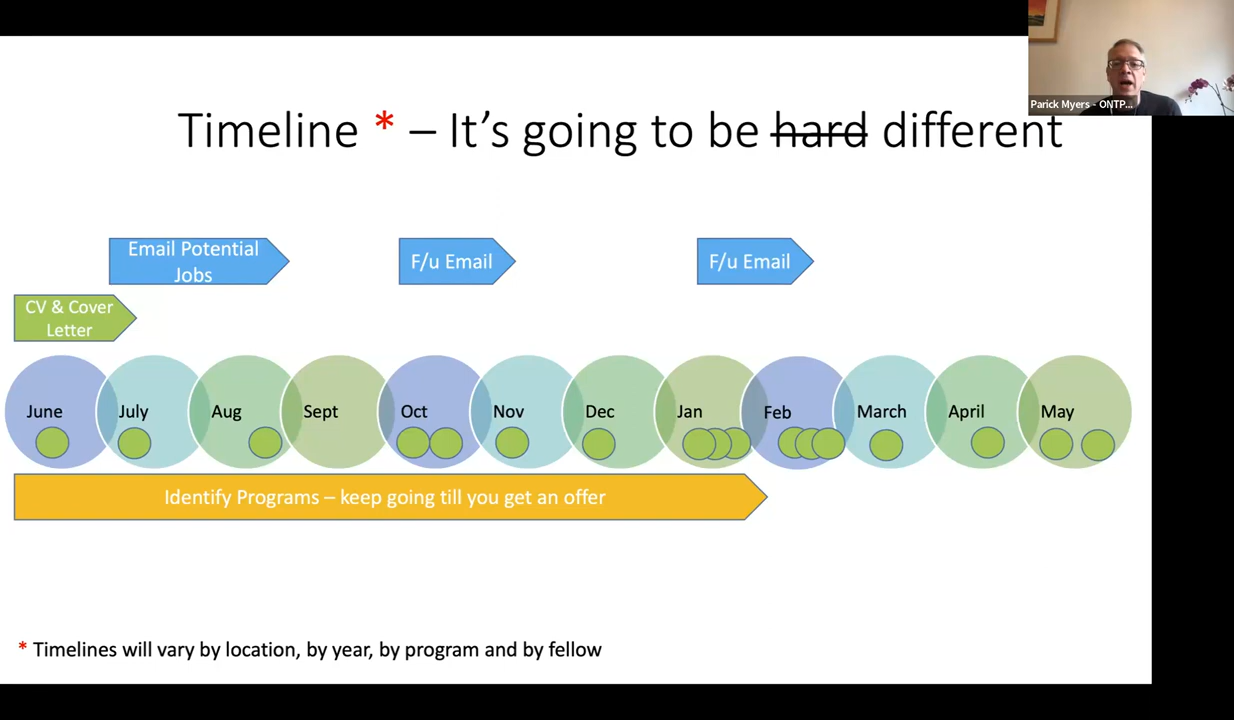 Parick Myers - ONTP...
Timeline * – It's going to be hard different
Email Potential
Jobs
F/u Email
F/u Email
CV & Cover
Letter
June
July
Aug
Sept
Oct
Nov
Dec
Jan
Feb
March
April
May
Identify Programs – keep going till you get an offer
* Timelines will vary by location, by year, by program and by fellow